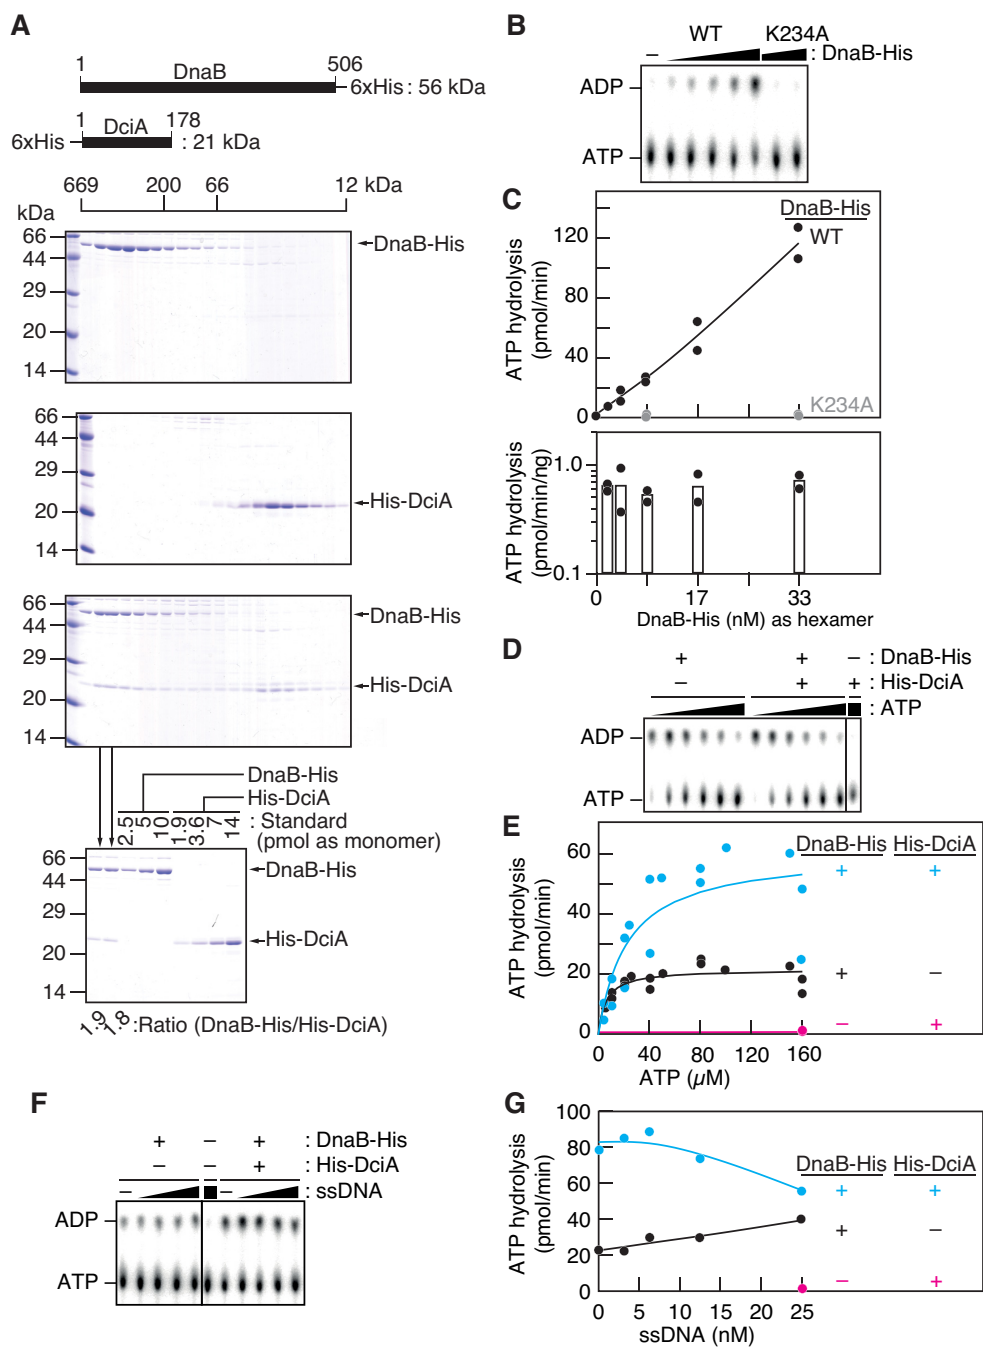 A
1 DnaB 506
6xHis : 56 kDa
1 DciA 178
6xHis : 21 kDa
669 200 66 12 kDa
kDa
66
44
29
20
14
DnaB-His
66
44
29
20
14
His-DciA
66
44
29
20
14
DnaB-His
His-DciA
DnaB-His
His-DciA
2.5 5 10 1.9 3.6 7 14 : Standard
(pmol as monomer)
66
44
29
20
14
DnaB-His
His-DciA
1.9 1.8 :Ratio (DnaB-His/His-DciA)
B
WT K234A
– : DnaB-His
ADP
ATP
C
ATP hydrolysis
(pmol/min)
120
80
40
0
DnaB-His
WT
K234A
ATP hydrolysis
(pmol/min/ng)
1.0
0.1
0 17 33
DnaB-His (nM) as hexamer
D
+ + – : DnaB-His
– + + : His-DciA
: ATP
ADP
ATP
E
ATP hydrolysis
(pmol/min)
60
40
20
0
DnaB-His His-DciA
+ +
+ –
– +
0 40 80 120 160
ATP (µM)
F
+ – + : DnaB-His
– + : His-DciA
– – : ssDNA
ADP
ATP
G
ATP hydrolysis
(pmol/min)
100
80
60
40
20
0
DnaB-His His-DciA
+ +
+ –
– +
0 5 10 15 20 25
ssDNA (nM)